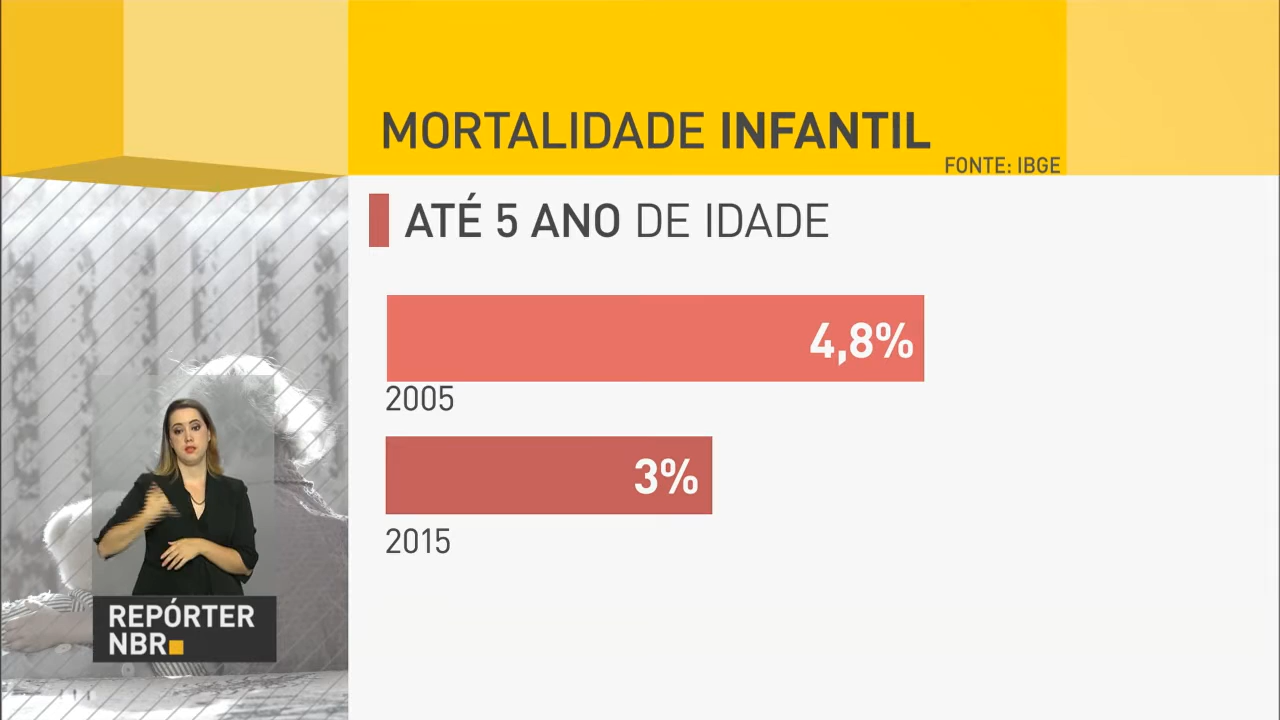 MORTALIDADE INFANTIL
FONTE: IBGE
ATÉ 5 ANO DE IDADE
4,8%
2005
3%
2015
REPÓRTER
NBR